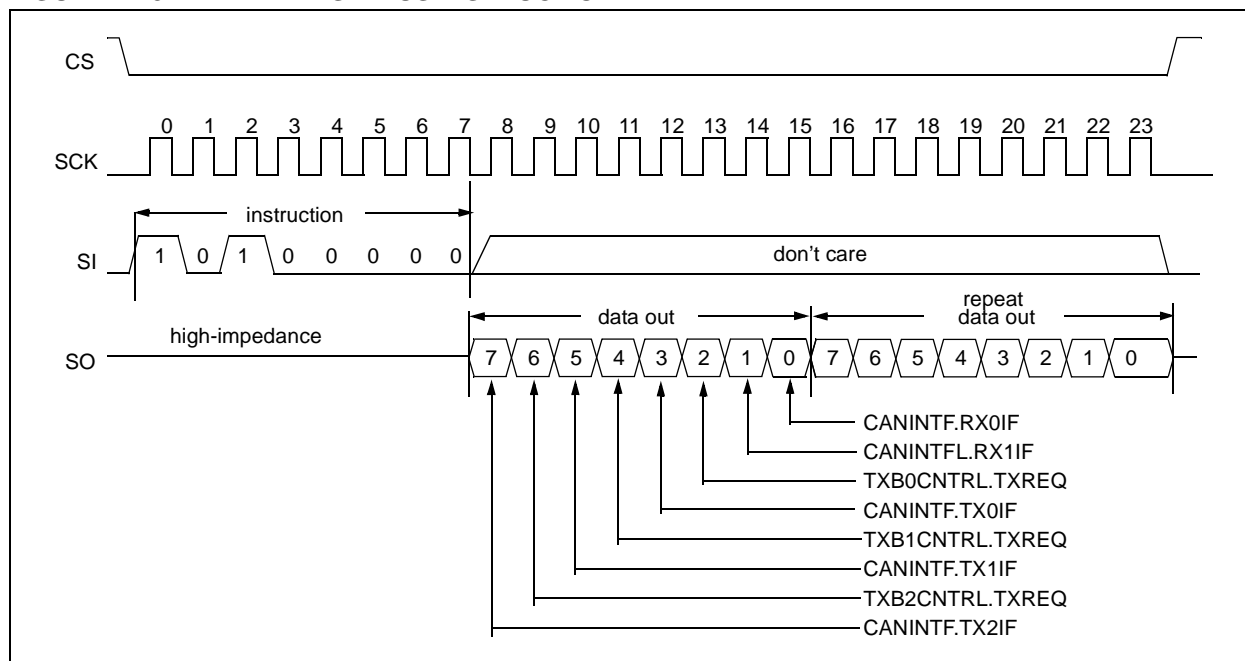 CS
0 1 2 3 4 5 6 7 8 9 10 11 12 13 14 15 16 17 18 19 20 21 22 23
SCK
instruction
SI 1 0 1 0 0 0 0 0 don't care
repeat
data out data out
high-impedance
SO 7 6 5 4 3 2 1 0 7 6 5 4 3 2 1 0
CANINTF.RX0IF
CANINTFL.RX1IF
TXB0CNTRL.TXREQ
CANINTF.TX0IF
TXB1CNTRL.TXREQ
CANINTF.TX1IF
TXB2CNTRL.TXREQ
CANINTF.TX2IF